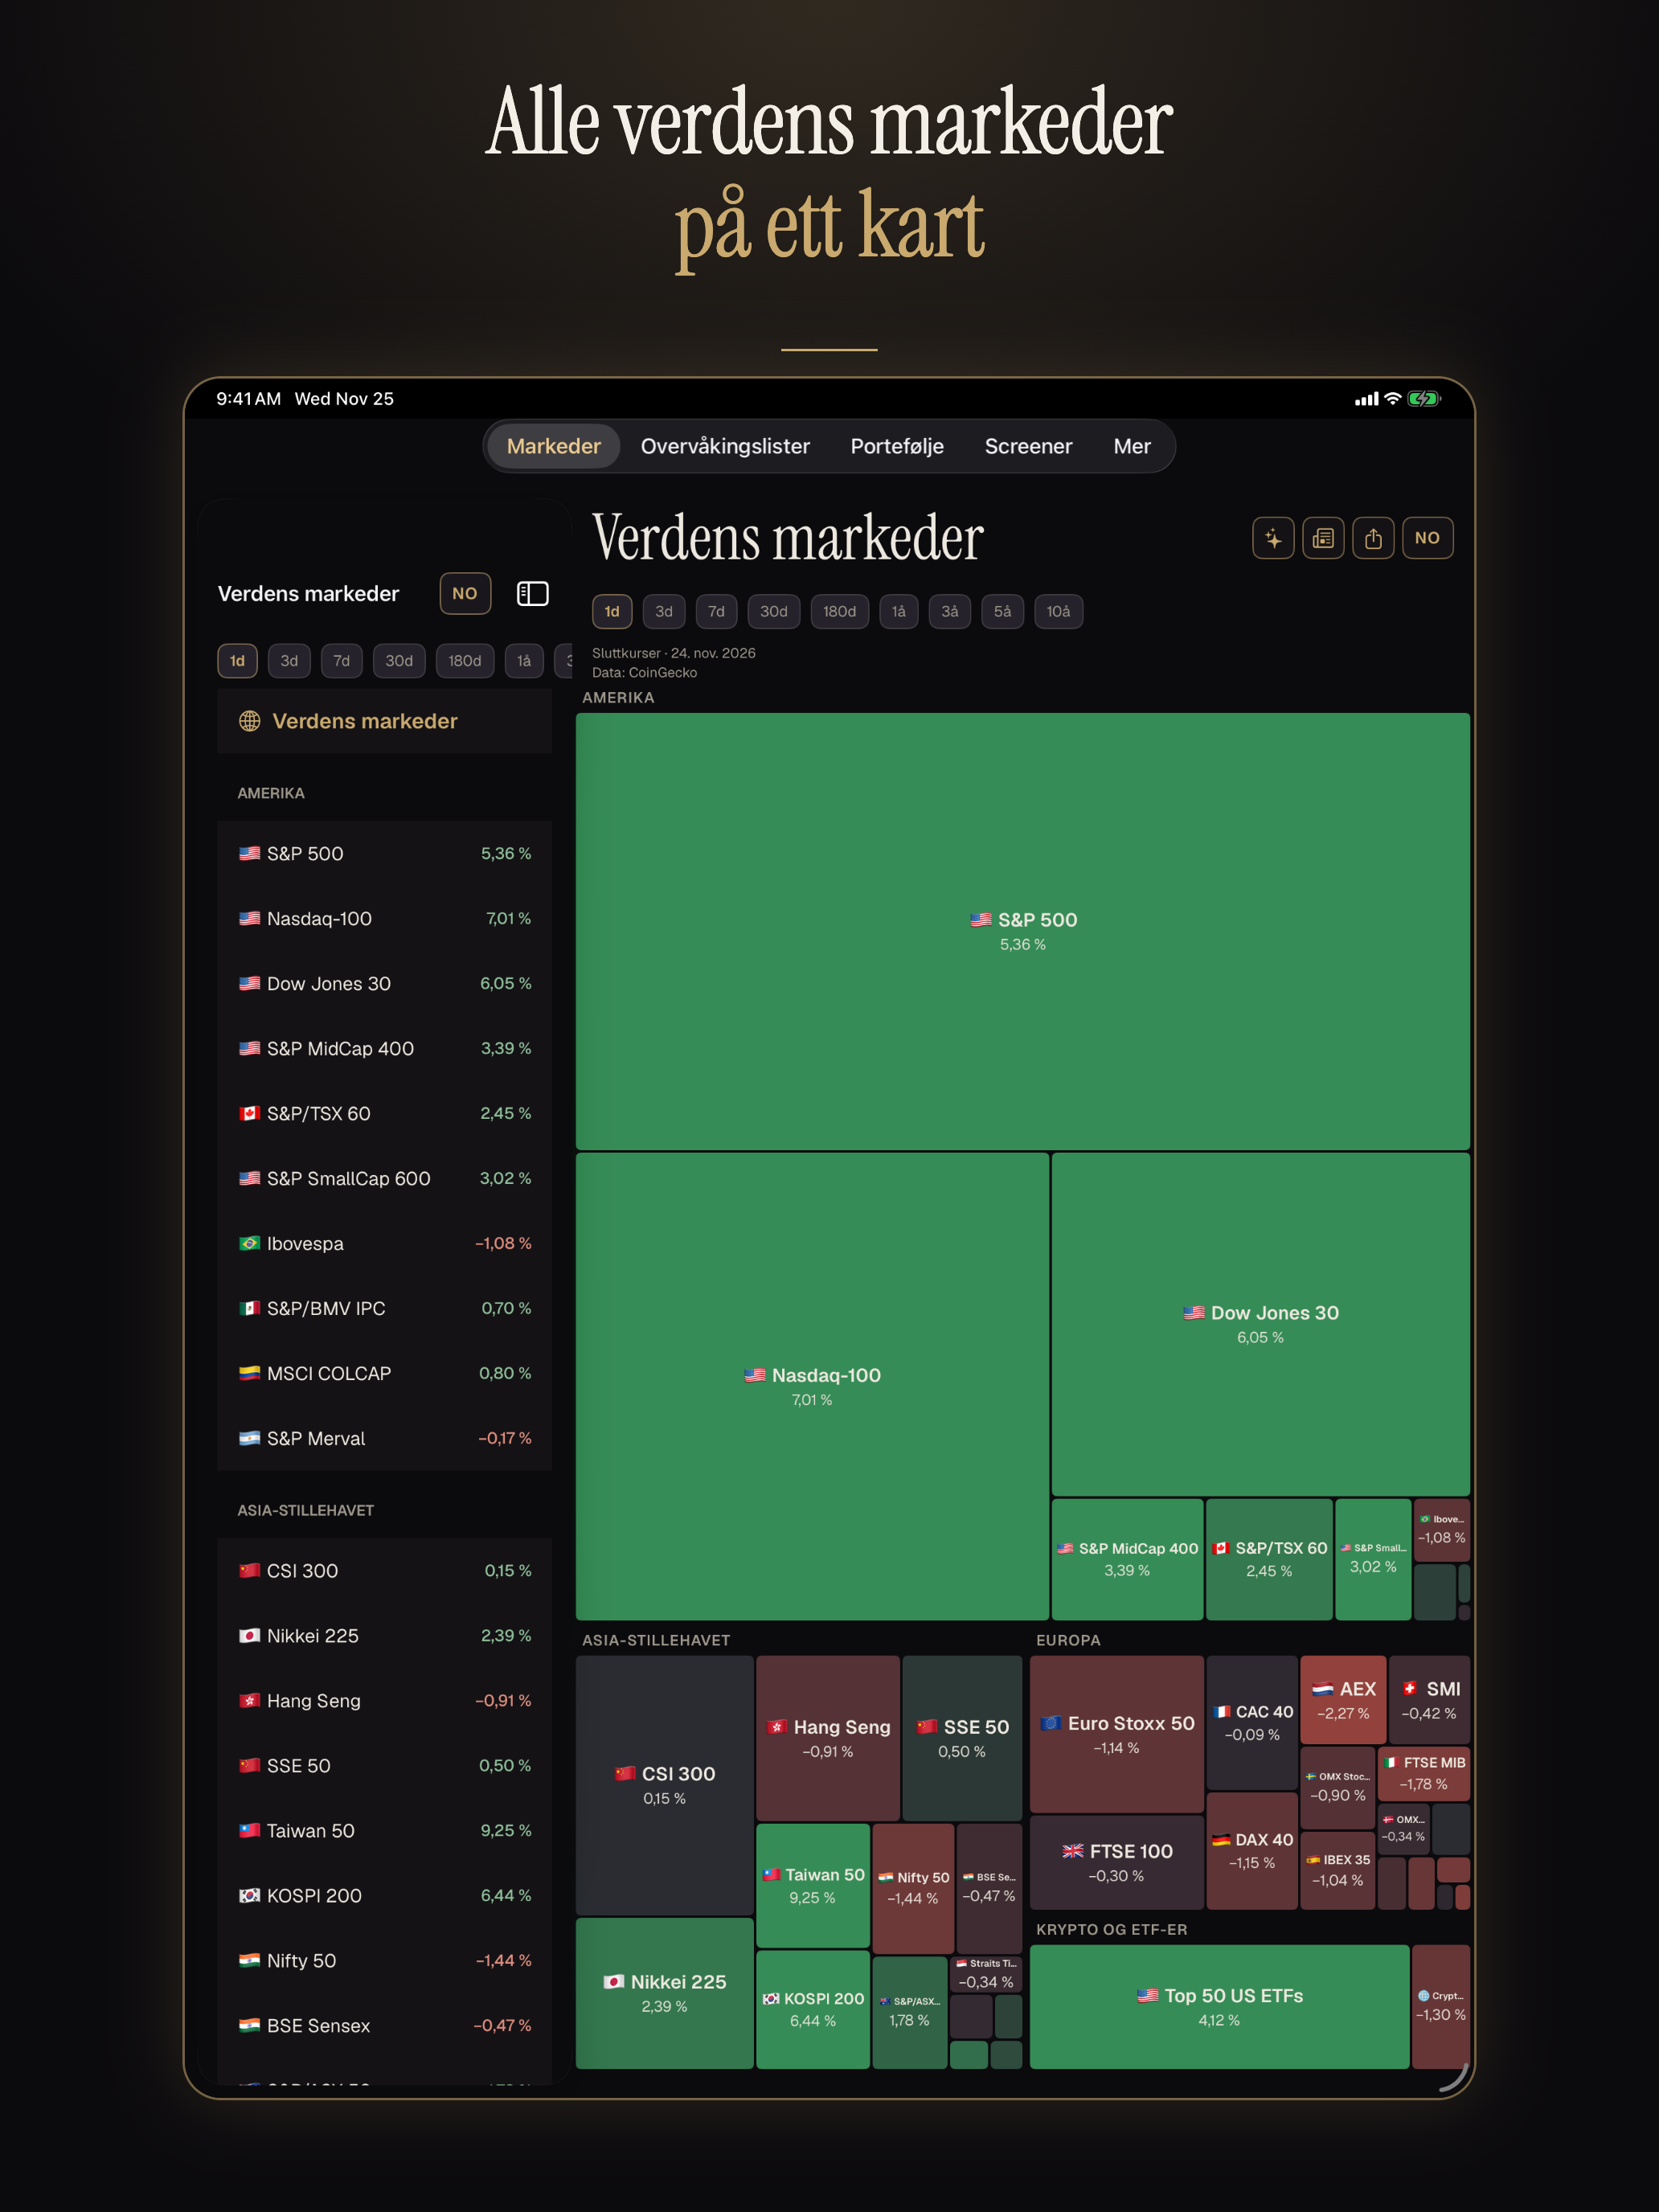 Alle verdens markeder
på ett kart
9:41 AM Wed Nov 25
Markeder Overvåkingslister Portefølje Screener Mer
Verdens markeder NO
1d 3d 7d 30d 180d 1å
Verdens markeder
AMERIKA
S&P 500 5,36 %
Nasdaq-100 7,01 %
Dow Jones 30 6,05 %
S&P MidCap 400 3,39 %
S&P/TSX 60 2,45 %
S&P SmallCap 600 3,02 %
Ibovespa −1,08 %
S&P/BMV IPC 0,70 %
MSCI COLCAP 0,80 %
S&P Merval −0,17 %
ASIA-STILLEHAVET
CSI 300 0,15 %
Nikkei 225 2,39 %
Hang Seng −0,91 %
SSE 50 0,50 %
Taiwan 50 9,25 %
KOSPI 200 6,44 %
Nifty 50 −1,44 %
BSE Sensex −0,47 %
Verdens markeder NO
1d 3d 7d 30d 180d 1å 3å 5å 10å
Sluttkurser · 24. nov. 2026
Data: CoinGecko
AMERIKA
S&P 500
5,36 %
Nasdaq-100
7,01 %
Dow Jones 30
6,05 %
S&P MidCap 400
3,39 %
S&P/TSX 60
2,45 %
S&P Small...
3,02 %
Ibove...
−1,08 %
ASIA-STILLEHAVET
CSI 300
0,15 %
Hang Seng
−0,91 %
SSE 50
0,50 %
Taiwan 50
9,25 %
Nifty 50
−1,44 %
BSE Se...
−0,47 %
Nikkei 225
2,39 %
KOSPI 200
6,44 %
S&P/ASX...
1,78 %
Straits Ti...
−0,34 %
EUROPA
Euro Stoxx 50
−1,14 %
CAC 40
−0,09 %
AEX
−2,27 %
SMI
−0,42 %
OMX Stoc...
−0,90 %
FTSE MIB
−1,78 %
FTSE 100
−0,30 %
DAX 40
−1,15 %
IBEX 35
−1,04 %
OMX...
−0,34 %
KRYPTO OG ETF-ER
Top 50 US ETFs
4,12 %
Crypt...
−1,30 %